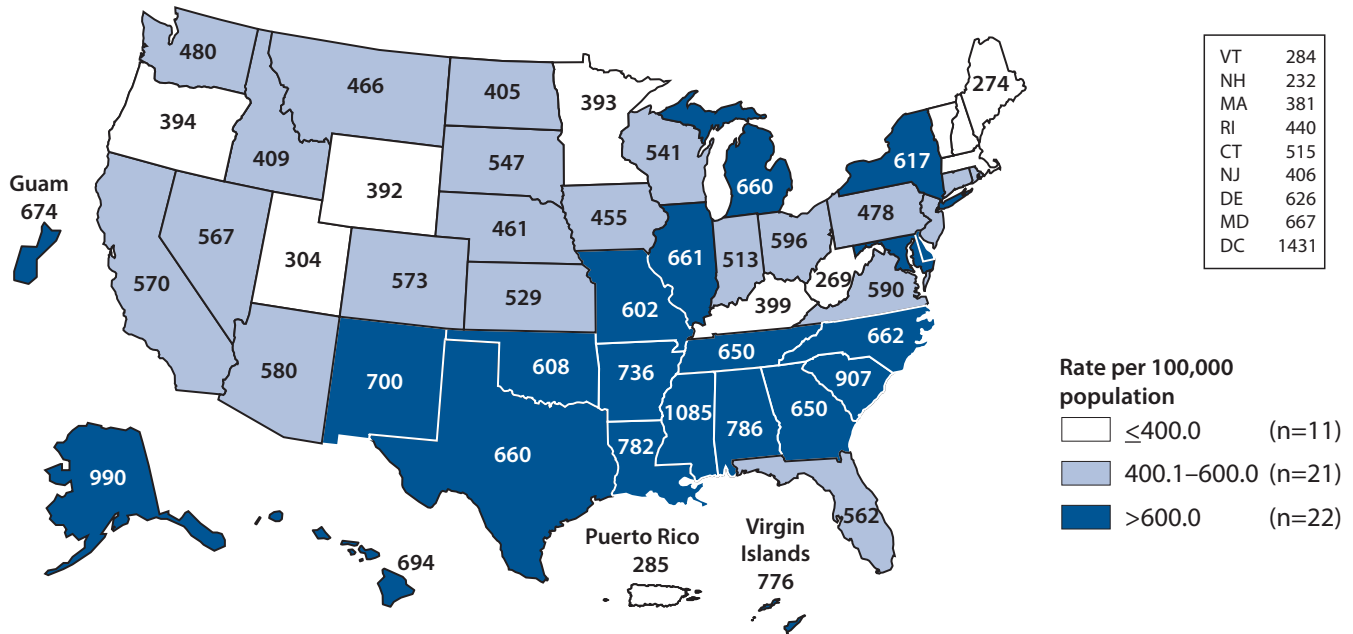 480
466
405
393
274
394
409
547
541
617
660
392
455
478
461
567
304
661
513
596
570
573
529
269
590
602
399
580
700
608
650
662
736
907
1085
786
650
782
660
562
990
694
Guam
674
Puerto Rico
285
Virgin
Islands
776
VT 284
NH 232
MA 381
RI 440
CT 515
NJ 406
DE 626
MD 667
DC 1431
Rate per 100,000
population
≤400.0 (n=11)
400.1–600.0 (n=21)
>600.0 (n=22)